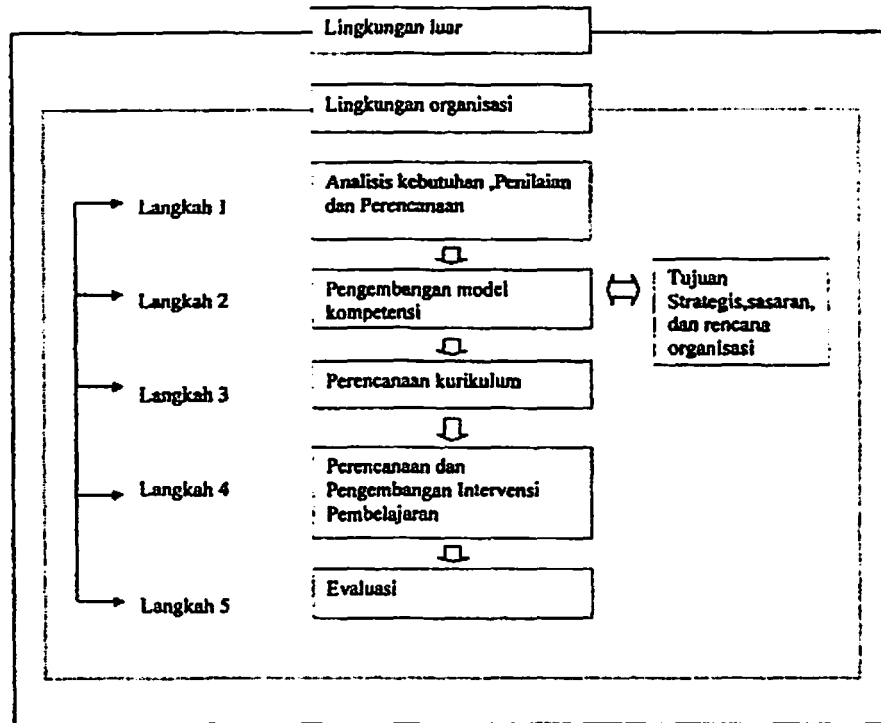 Lingkungan luar
Lingkungan organisasi
Langkah 1
Analisis kebutuhan ,Penilaian
dan Perencanaan
Langkah 2
Pengembangan model
kompetensi
Tujuan
Strategis,sasaran,
dan rencana
organisasi
Langkah 3
Perencanaan kurikulum
Langkah 4
Perencanaan dan
Pengembangan Intervensi
Pembelajaran
Langkah 5
Evaluasi